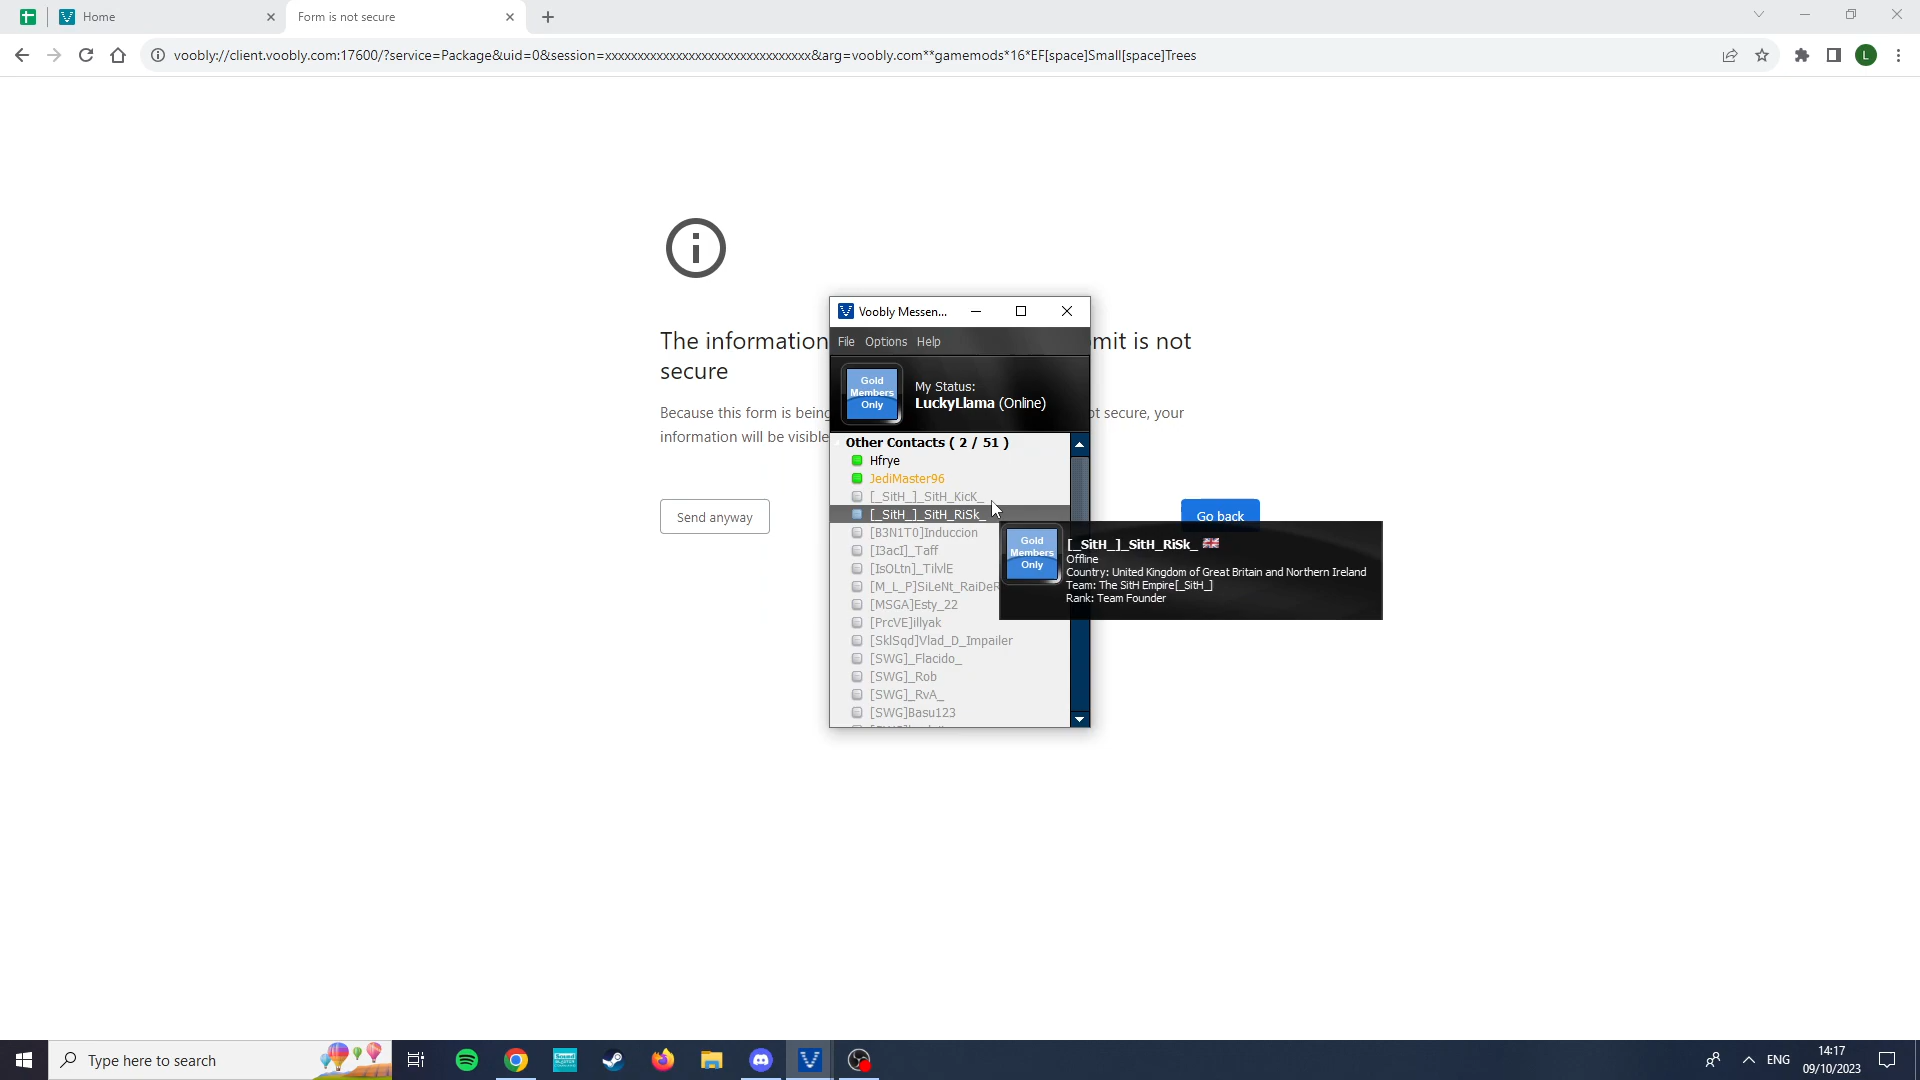 Home
Form is not secure
voobly://client.voobly.com:17600/?service=Package&uid=0&session=xxxxxxxxxxxxxxxxxxxxxxxxxxxxxxxx&arg=voobly.com**gamemods*16*EF[space]Small[space]Trees
L
The information
mit is not
secure
Because this form is being
ot secure, your
information will be visible
Send anyway
Go back
Voobly Messen...
File Options Help
Gold
Members
Only
My Status:
LuckyLlama (Online)
Other Contacts ( 2 / 51 )
Hfrye
JediMaster96
[_SitH_]_SitH_KicK_
[_SitH_]_SitH_RiSk_
[B3N1T0]Induccion
[I3acI]_Taff
[IsOLtn]_TilvlE
[M_L_P]SiLeNt_RaiDeR
[MSGA]Esty_22
[PrcVE]illyak
[SklSqd]Vlad_D_Impailer
[SWG]_Flacido_
[SWG]_Rob
[SWG]_RvA_
[SWG]Basu123
Gold
Members
Only
[_SitH_]_SitH_RiSk_
Offline
Country: United Kingdom of Great Britain and Northern Ireland
Team: The SitH Empire[_SitH_]
Rank: Team Founder
Type here to search
ENG
14:17
09/10/2023